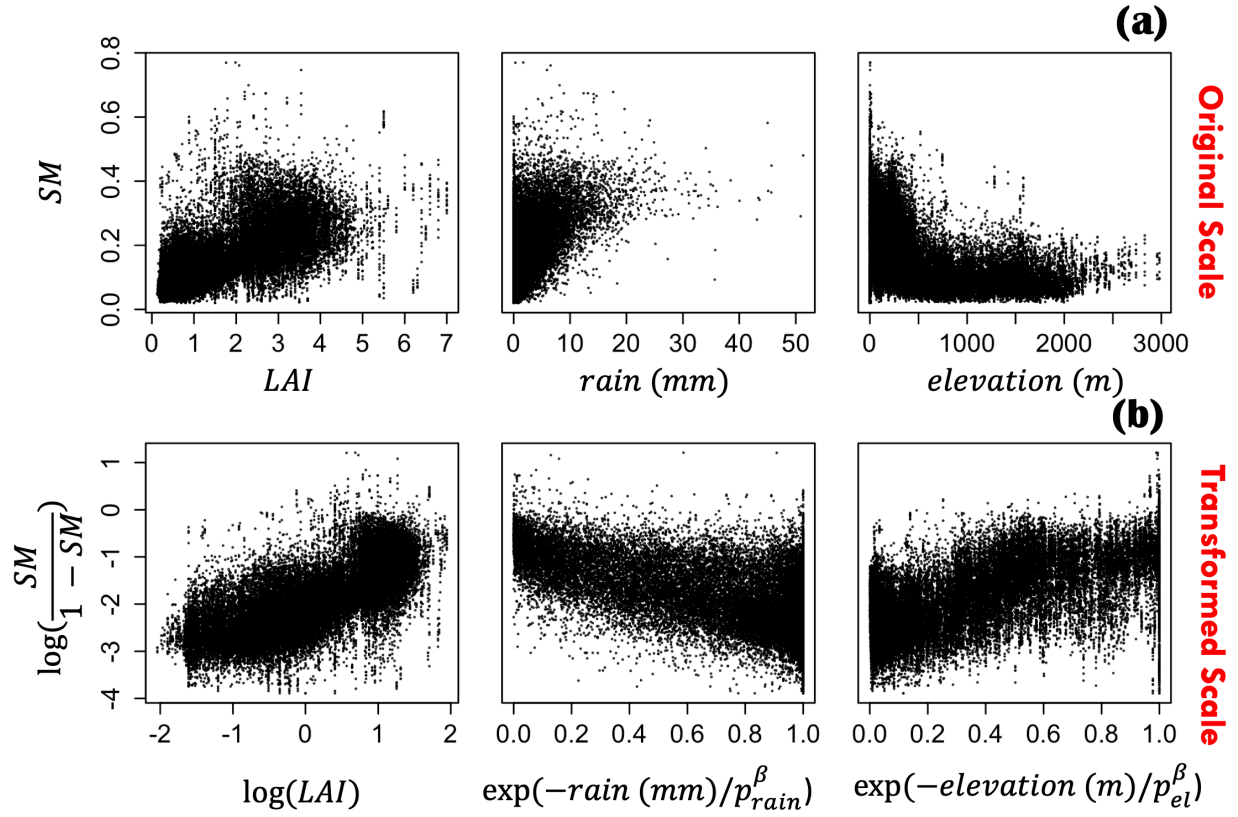 (a)
SM
0.8
0.6
0.4
0.2
0.0
0 1 2 3 4 5 6 7
0 10 20 30 40 50
0 1000 2000 3000
LAI
rain (mm)
elevation (m)
Original Scale
(b)
log(SM/1 − SM)
1
0
-1
-2
-3
-4
-2 -1 0 1 2
0.0 0.2 0.4 0.6 0.8 1.0
0.0 0.2 0.4 0.6 0.8 1.0
log(LAI)
exp(−rain (mm)/p^β_rain)
exp(−elevation (m)/p^β_el)
Transformed Scale